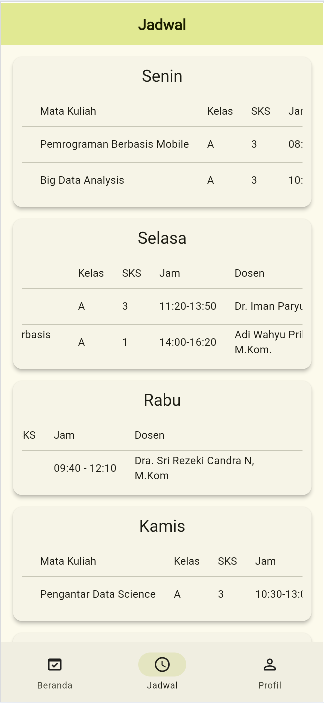 Jadwal
Senin
Mata Kuliah Kelas SKS Jar
Pemrograman Berbasis Mobile A 3 08:
Big Data Analysis A 3 10:
Selasa
Kelas SKS Jam Dosen
A 3 11:20-13:50 Dr. Iman Paryu
rbasis A 1 14:00-16:20 Adi Wahyu Pri
M.Kom.
Rabu
KS Jam Dosen
09:40 - 12:10 Dra. Sri Rezeki Candra N,
M.Kom
Kamis
Mata Kuliah Kelas SKS Jam
Pengantar Data Science A 3 10:30-13:0
Beranda Jadwal Profil